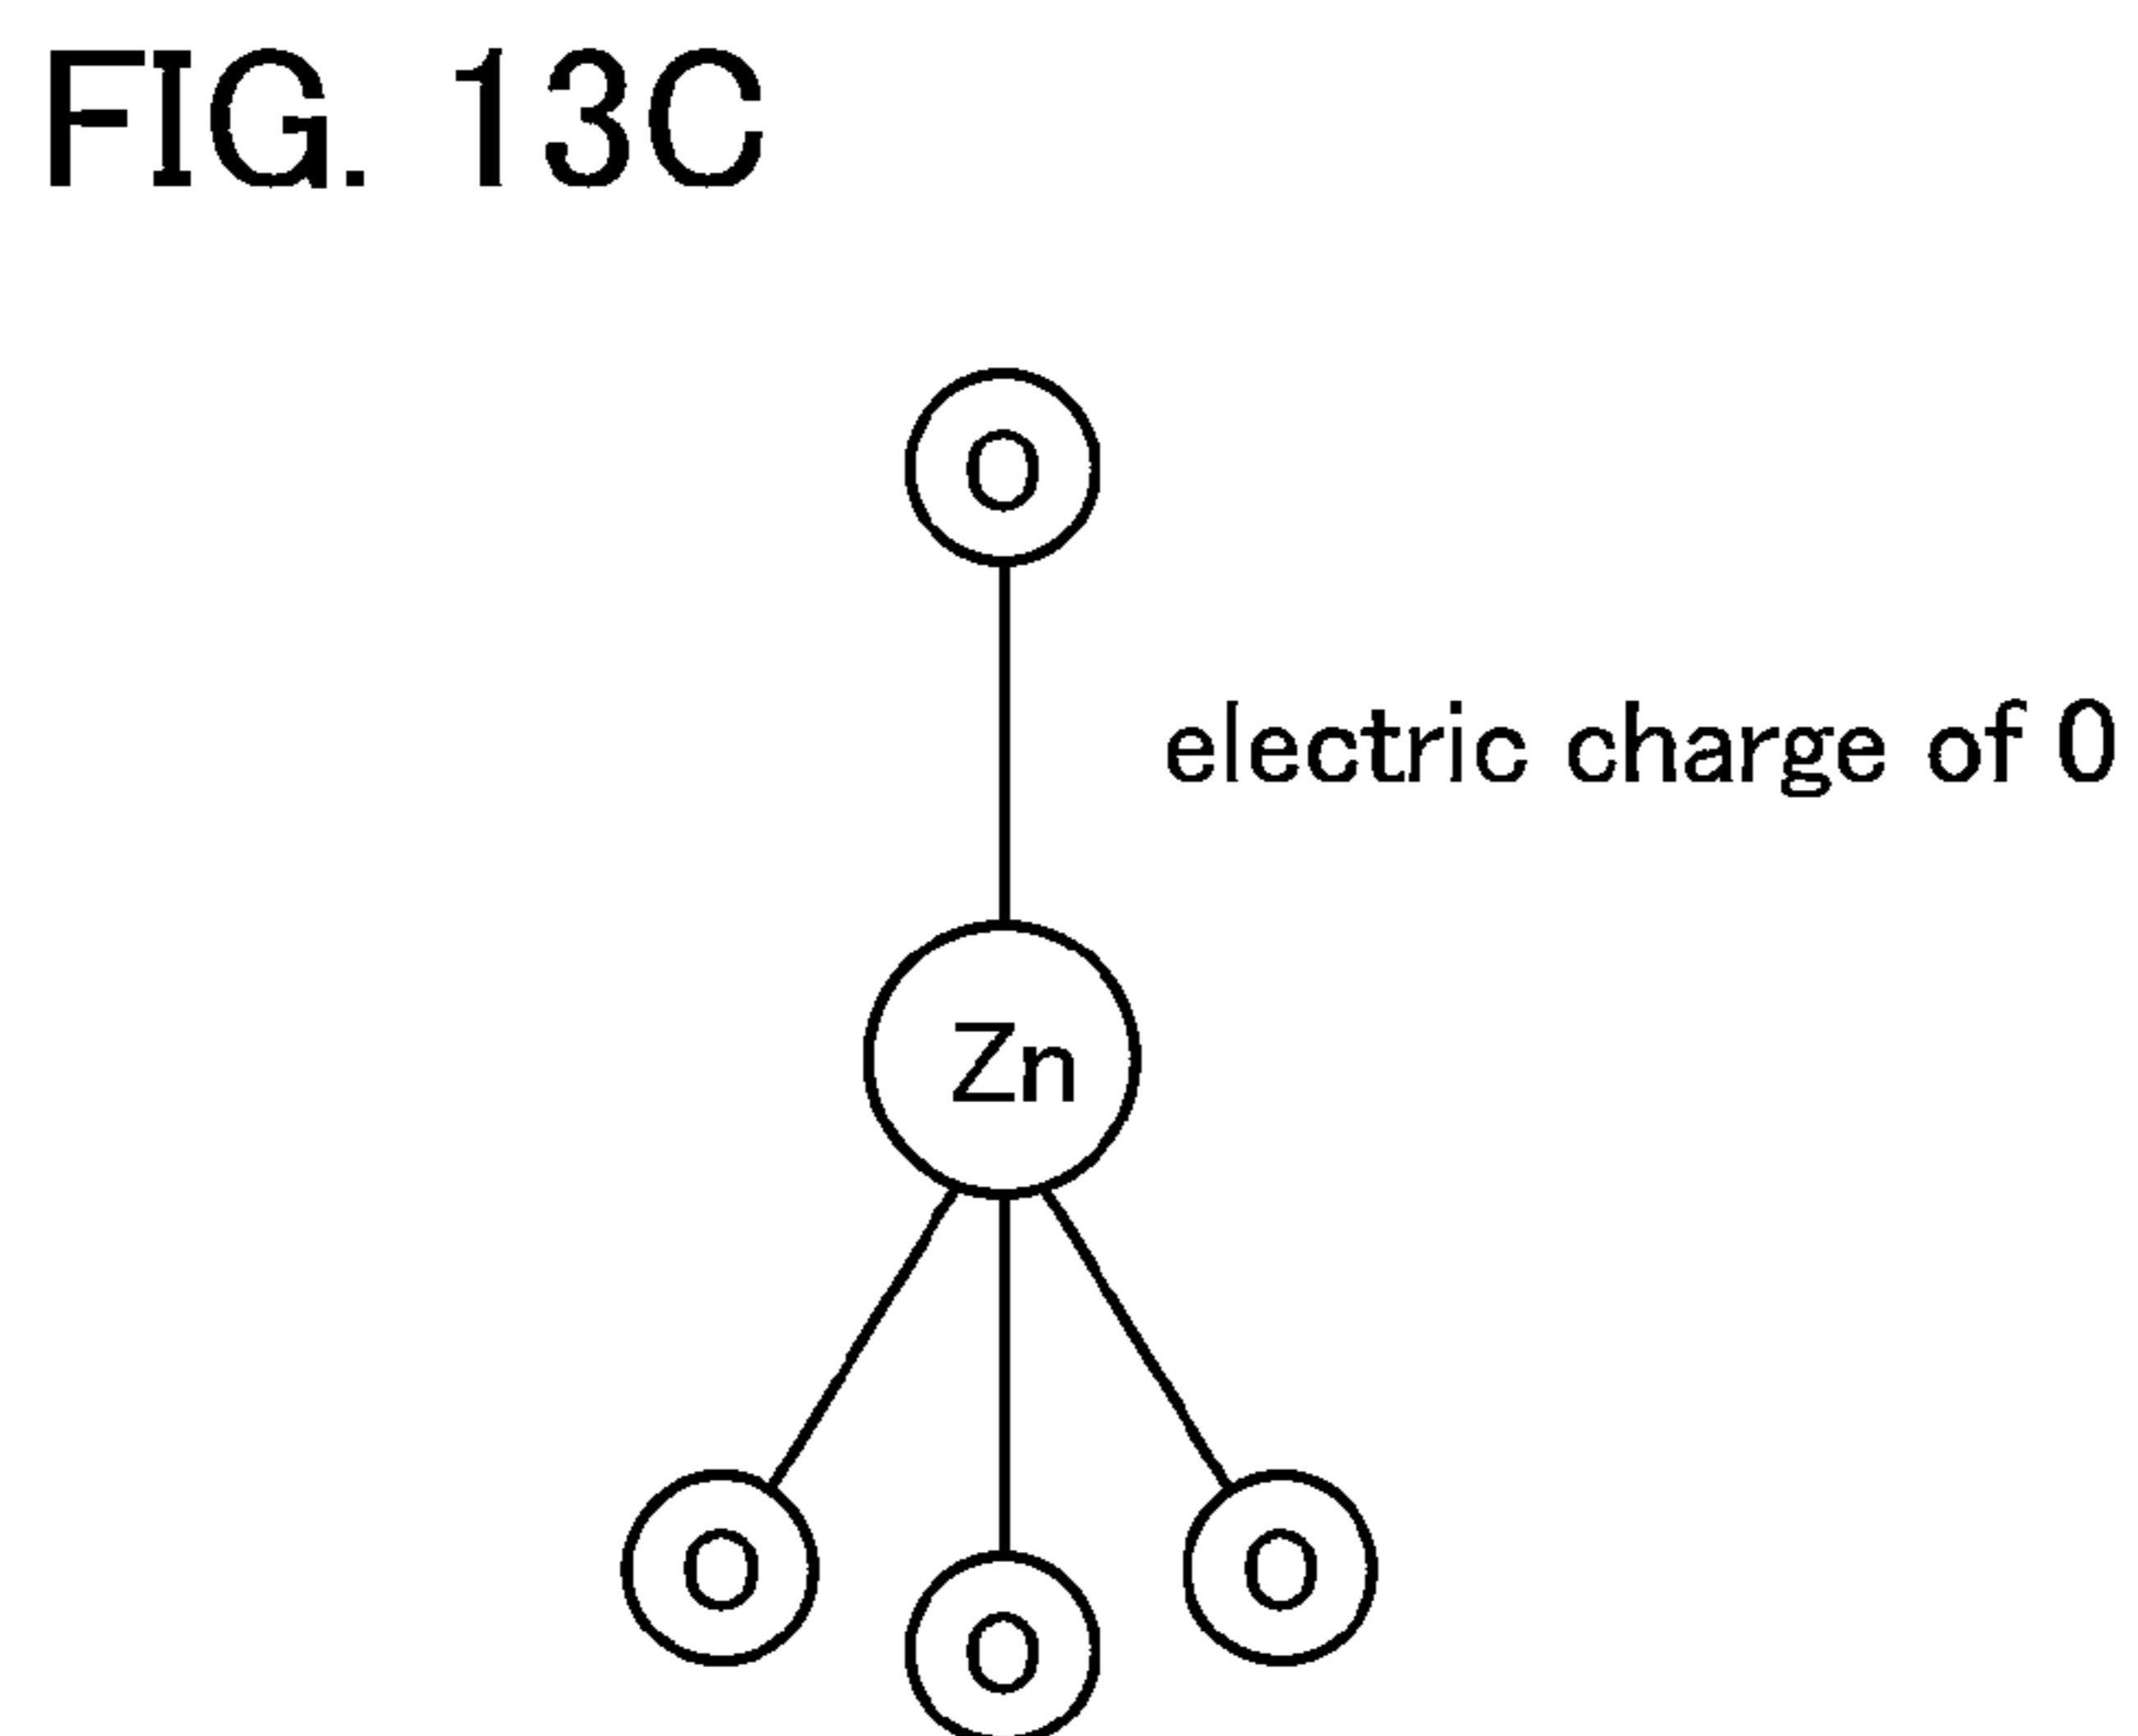 FIG. 13C
O
electric charge of 0
Zn
O O
O